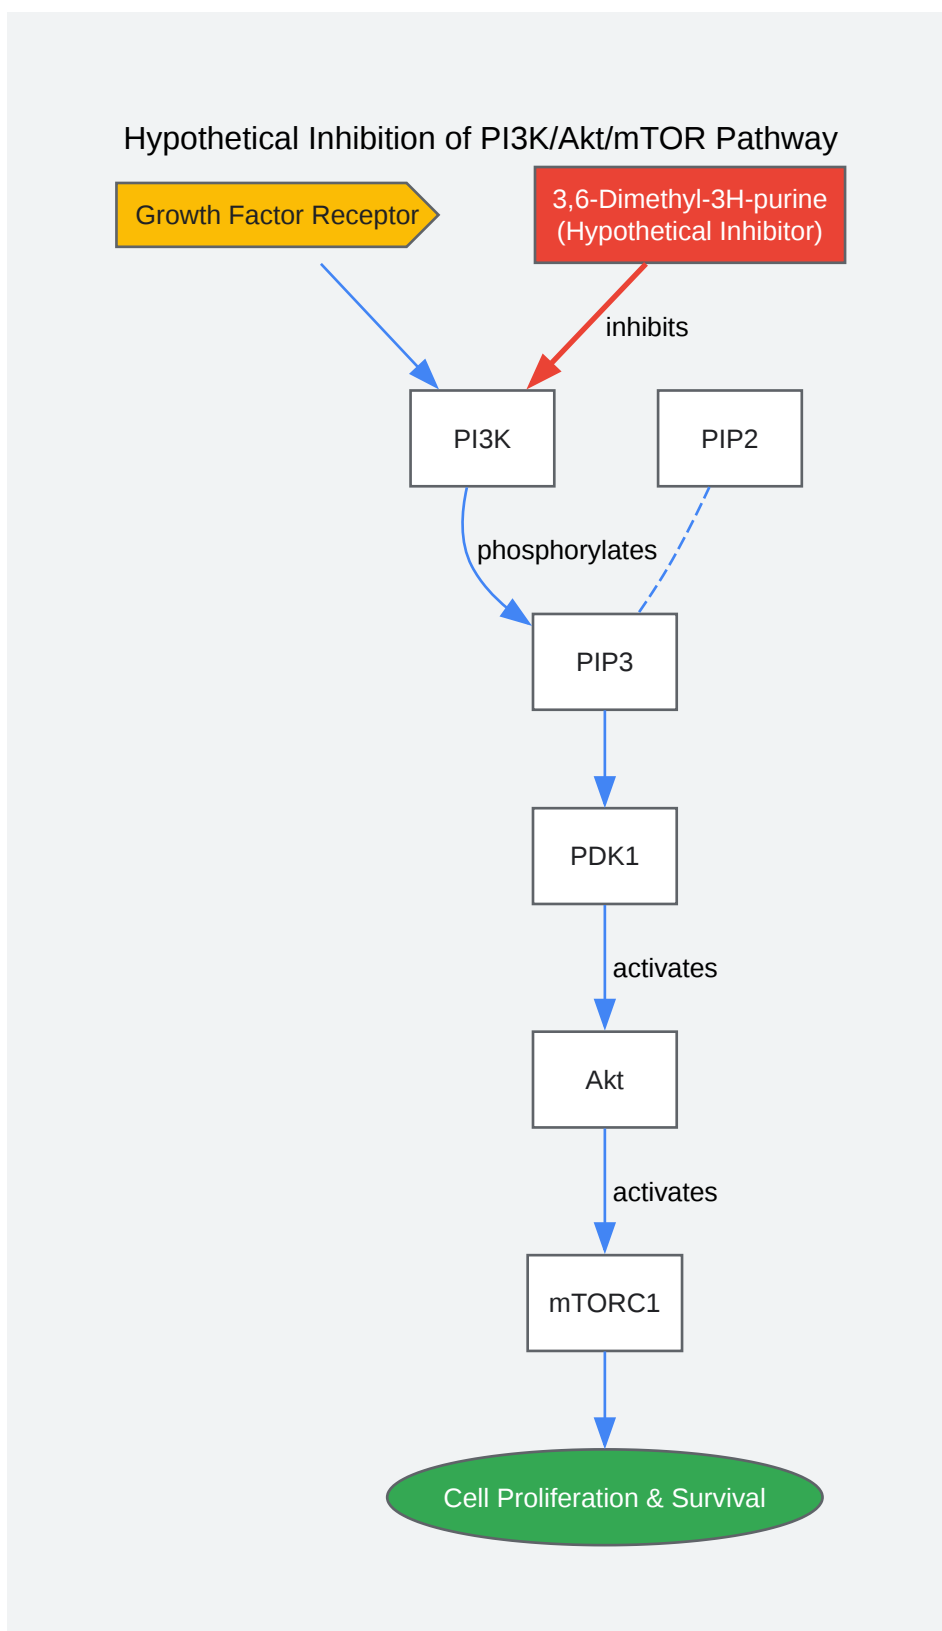 Hypothetical Inhibition of PI3K/Akt/mTOR Pathway
Growth Factor Receptor
3,6-Dimethyl-3H-purine
(Hypothetical Inhibitor)
inhibits
PI3K
PIP2
phosphorylates
PIP3
PDK1
activates
Akt
activates
mTORC1
Cell Proliferation & Survival